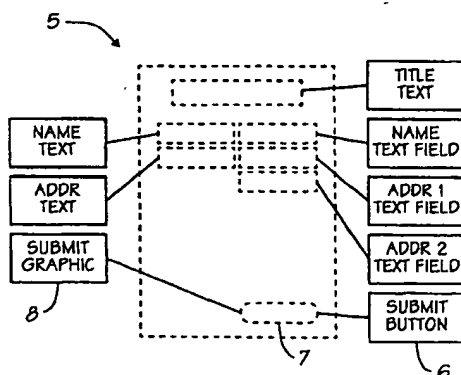 5
TITLE
TEXT
NAME
TEXT
NAME
TEXT FIELD
ADDR
TEXT
ADDR 1
TEXT FIELD
SUBMIT
GRAPHIC
ADDR 2
TEXT FIELD
8
7
SUBMIT
BUTTON
6